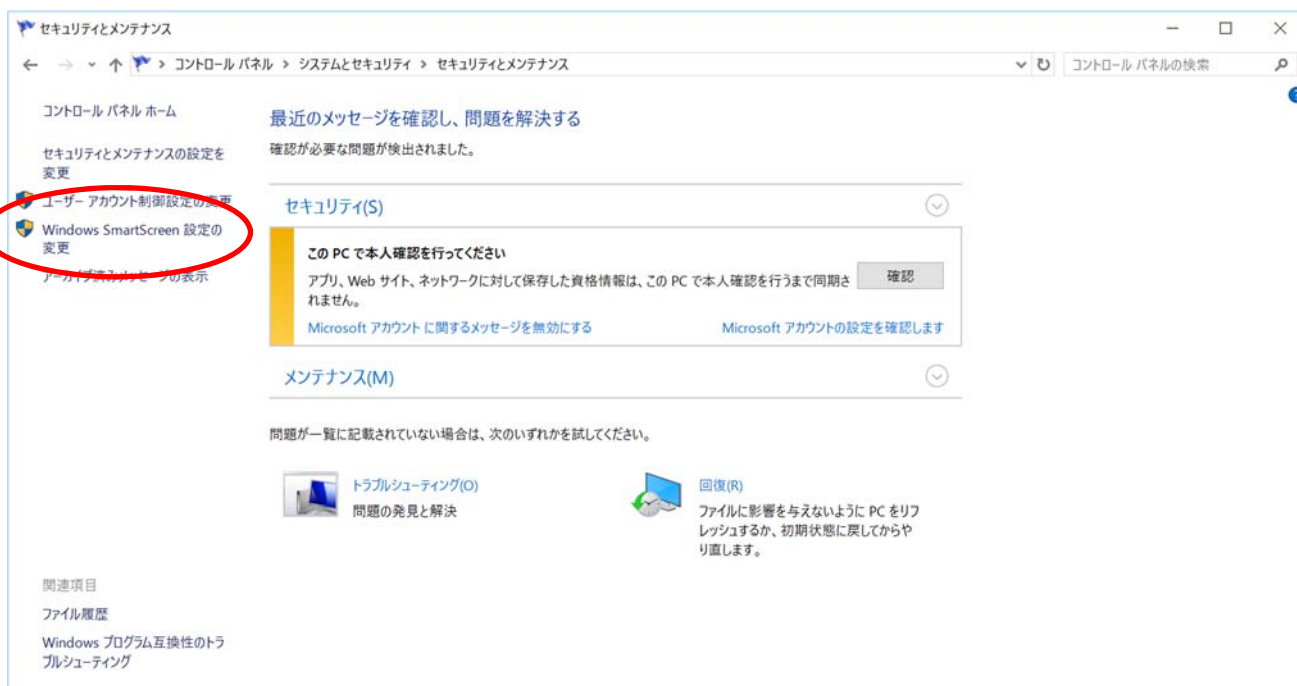 セキュリティとメンテナンス
コントロール パネル > システムとセキュリティ > セキュリティとメンテナンス
コントロール パネルの検索
コントロール パネル ホーム
セキュリティとメンテナンスの設定を
変更
ユーザー アカウント制御設定の変更
Windows SmartScreen 設定の
変更
アーカイブ済みメッセージの表示
最近のメッセージを確認し、問題を解決する
確認が必要な問題が検出されました。
セキュリティ(S)
この PC で本人確認を行ってください
アプリ、Web サイト、ネットワークに対して保存した資格情報は、この PC で本人確認を行うまで同期さ
れません。
確認
Microsoft アカウント に関するメッセージを無効にする
Microsoft アカウントの設定を確認します
メンテナンス(M)
問題が一覧に記載されていない場合は、次のいずれかを試してください。
トラブルシューティング(O)
問題の発見と解決
回復(R)
ファイルに影響を与えないように PC をリフ
レッシュするか、初期状態に戻してからや
り直します。
関連項目
ファイル履歴
Windows プログラム互換性のトラ
ブルシューティング